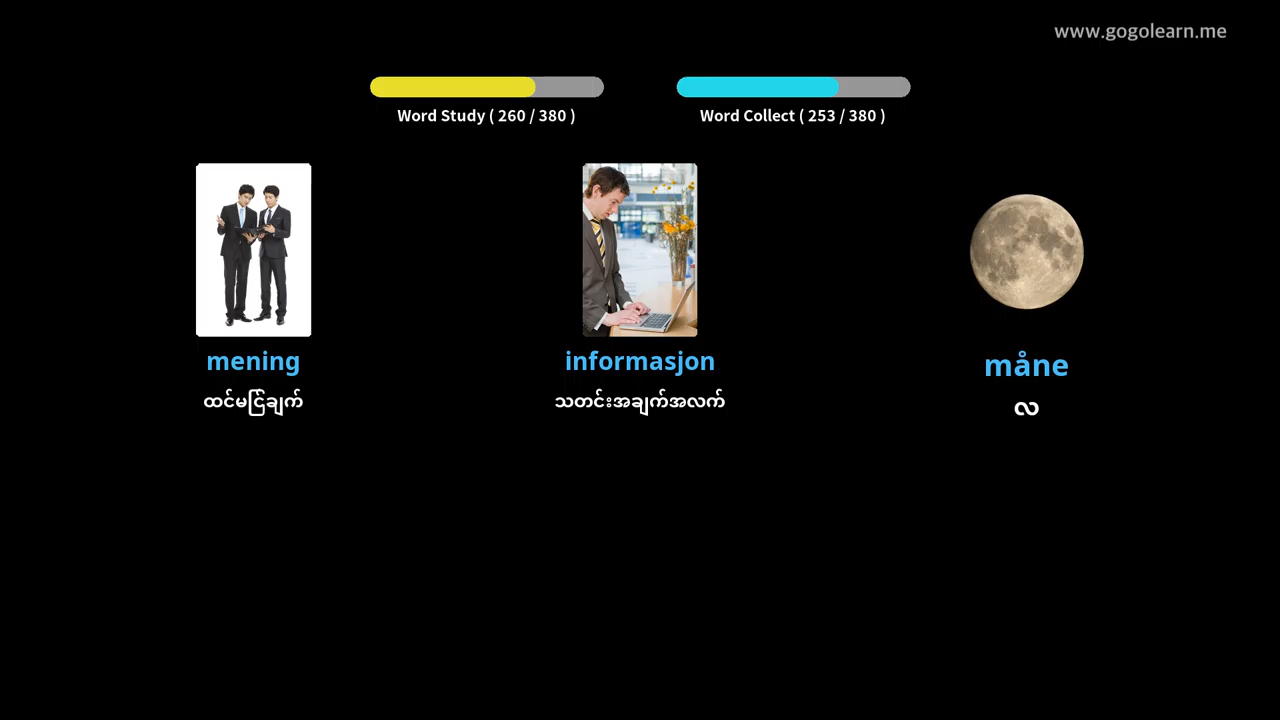 www.gogolearn.me
Word Study ( 260 / 380 )
Word Collect ( 253 / 380 )
mening
informasjon
måne
ထင်မြင်ချက်
သတင်းအချက်အလက်
လ